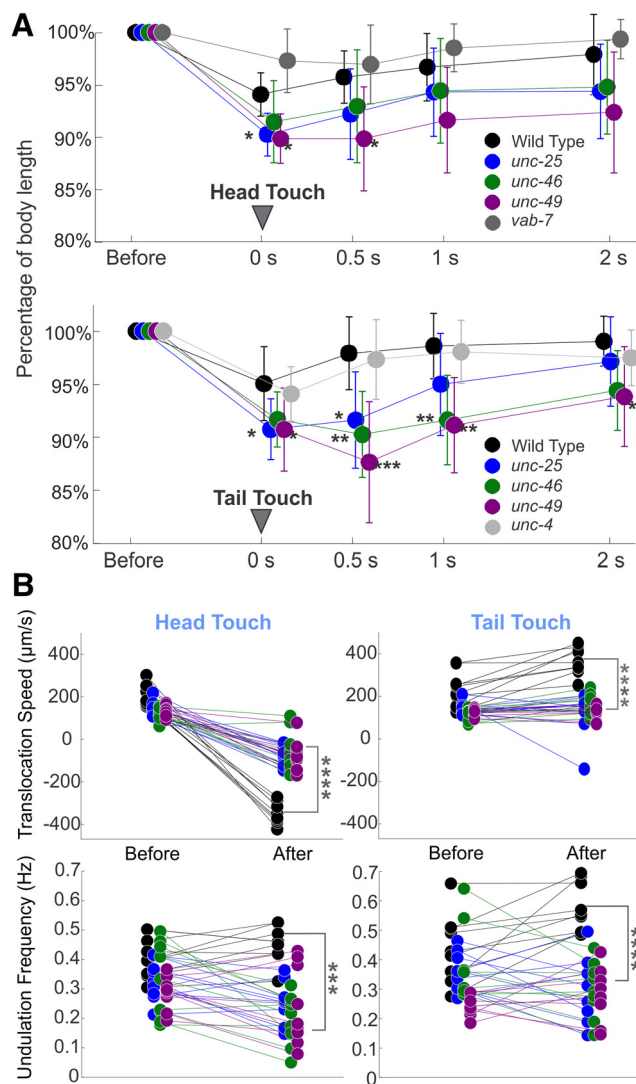 A
100%
95%
90%
85%
80%
Percentage of body length
* * *
Wild Type
unc-25
unc-46
unc-49
vab-7
Head Touch
Before 0 s 0.5 s 1 s 2 s
100%
95%
90%
85%
80%
* * * ** *** ** ** *
Wild Type
unc-25
unc-46
unc-49
unc-4
Tail Touch
Before 0 s 0.5 s 1 s 2 s
B
Head Touch Tail Touch
Translocation Speed (µm/s)
400
200
0
-200
-400
****
400
200
0
-200
-400
****
Before After Before After
Undulation Frequency (Hz)
0.7
0.6
0.5
0.4
0.3
0.2
0.1
0
***
0.7
0.6
0.5
0.4
0.3
0.2
0.1
0
****